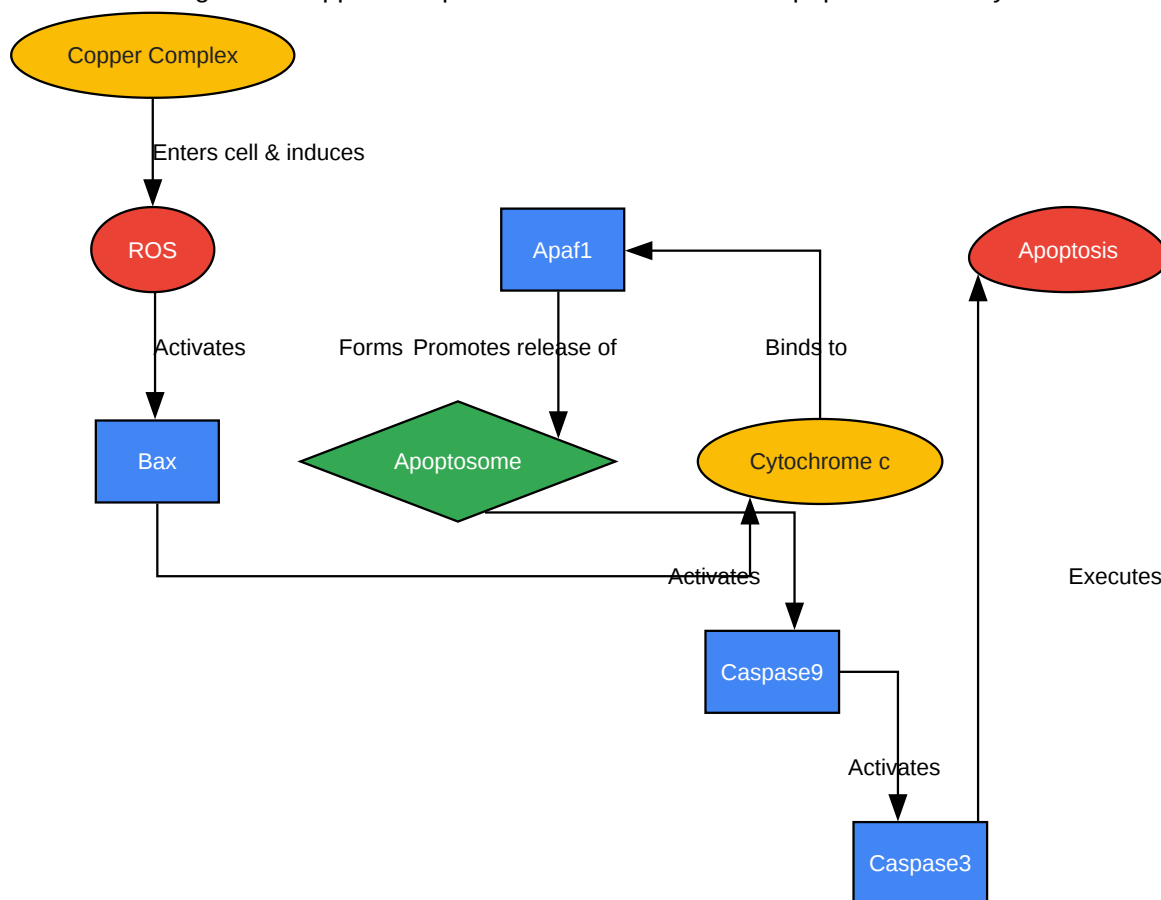 Copper Complex
Enters cell & induces
ROS
Apaf1
Apoptosis
Activates
Forms
Promotes release of
Binds to
Bax
Apoptosome
Cytochrome c
Activates
Executes
Caspase9
Activates
Caspase3